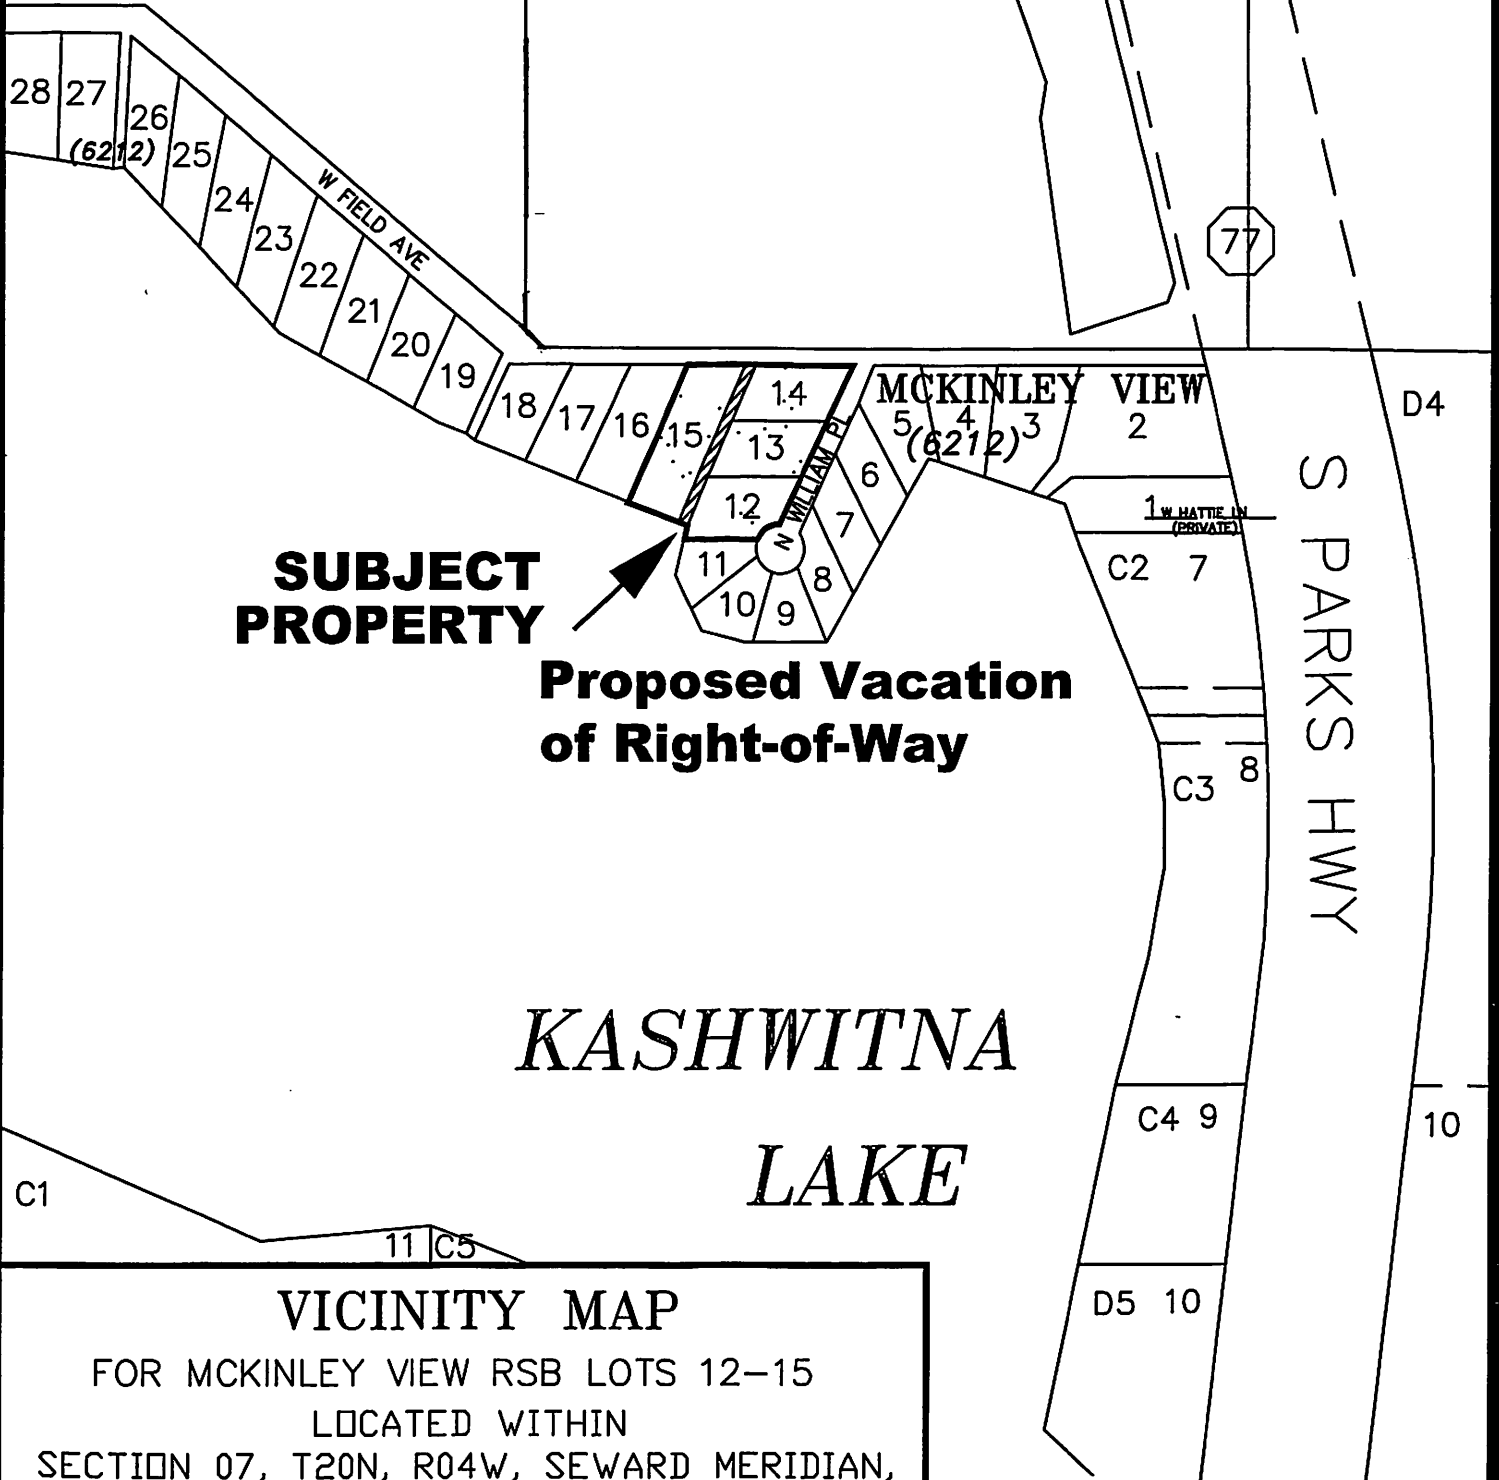 28
27
26
(6212)
25
24
23
22
21
20
19
W FIELD AVE
77
18
17
16
15
14
13
12
11
10
9
8
7
6
5
4
3
2
1
N WILLIAM PL
MCKINLEY VIEW
(6212)
D4
W HATTIE LN
(PRIVATE)
C2 7
S PARKS HWY
SUBJECT
PROPERTY
Proposed Vacation
of Right-of-Way
8
C3
KASHWITNA
LAKE
C4 9
10
C1
11
C5
D5 10
VICINITY MAP
FOR MCKINLEY VIEW RSB LOTS 12-15
LOCATED WITHIN
SECTION 07, T20N, R04W, SEWARD MERIDIAN,